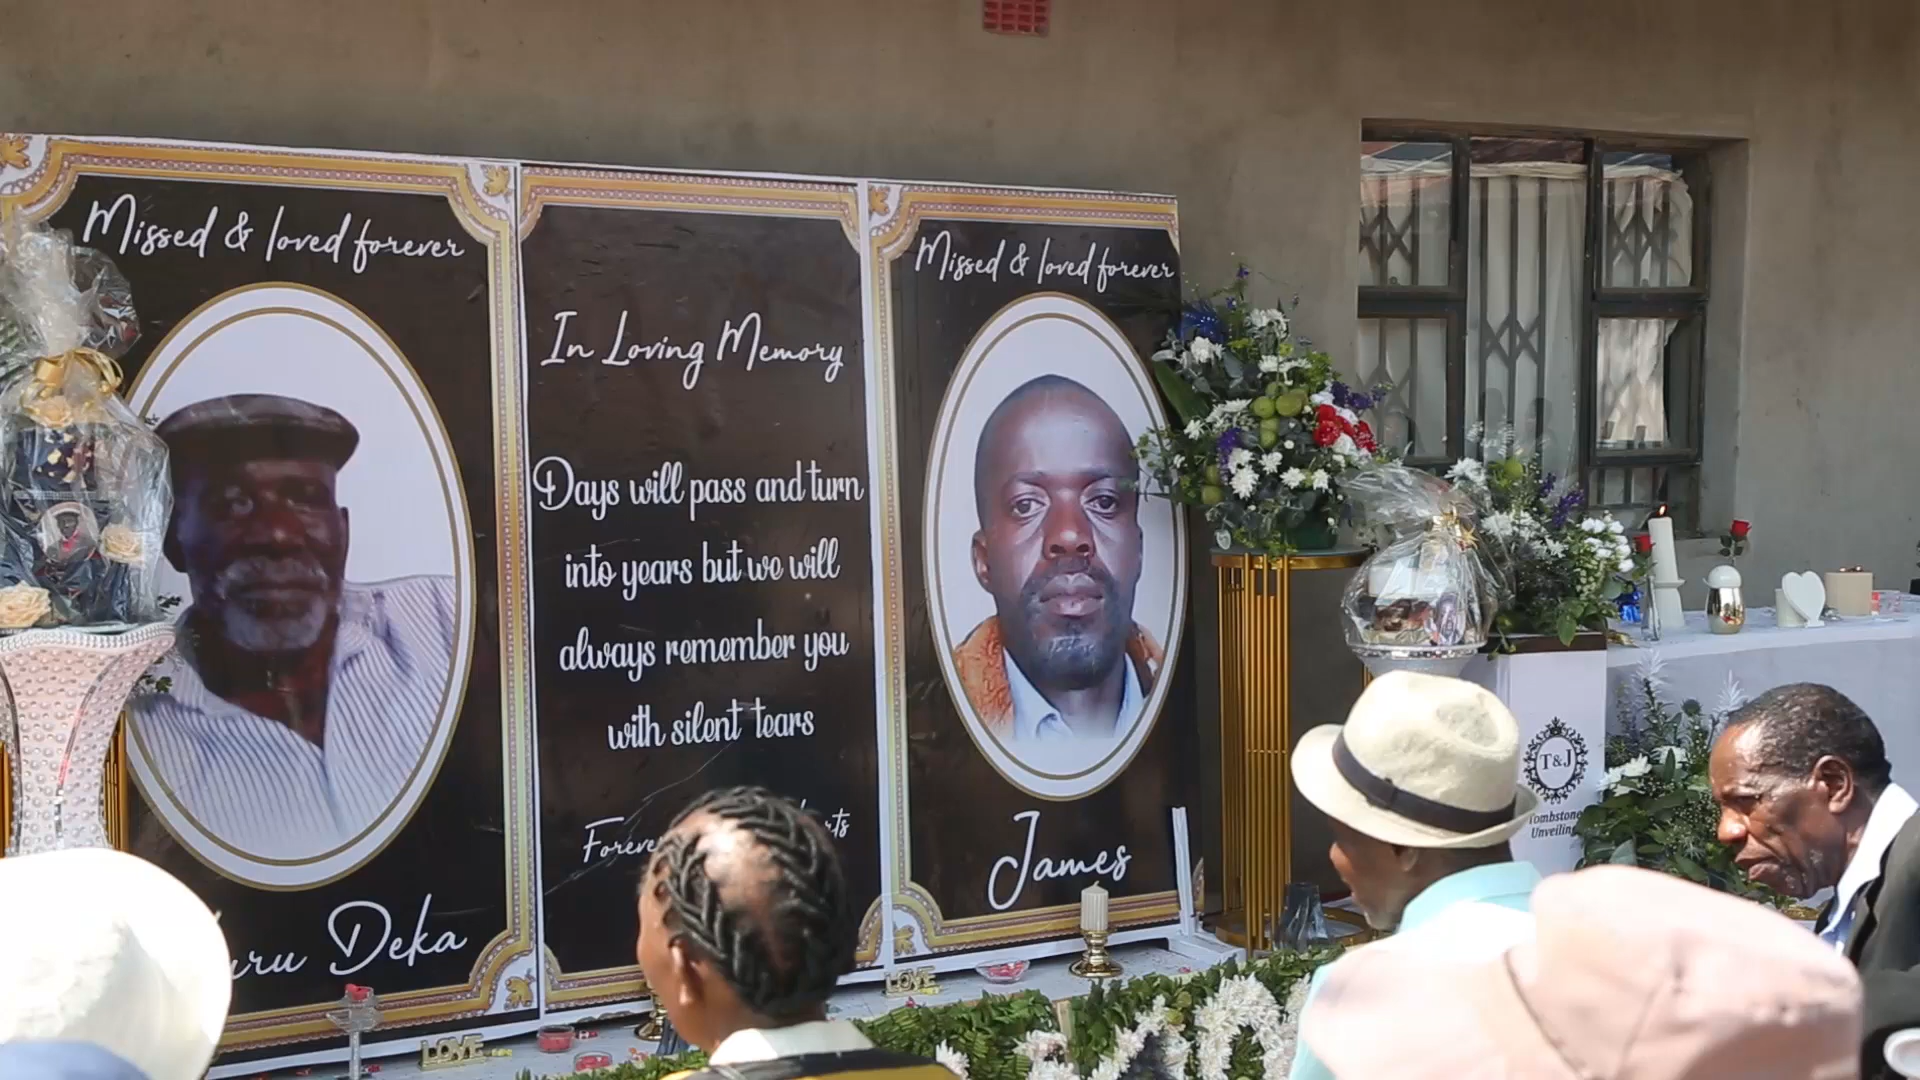 Missed & loved forever
Deka
In Loving Memory
Days will pass and turn
into years but we will
always remember you
with silent tears
Missed & loved forever
James
T&J
Tombstone
Unveiling
LOVE
LOVE